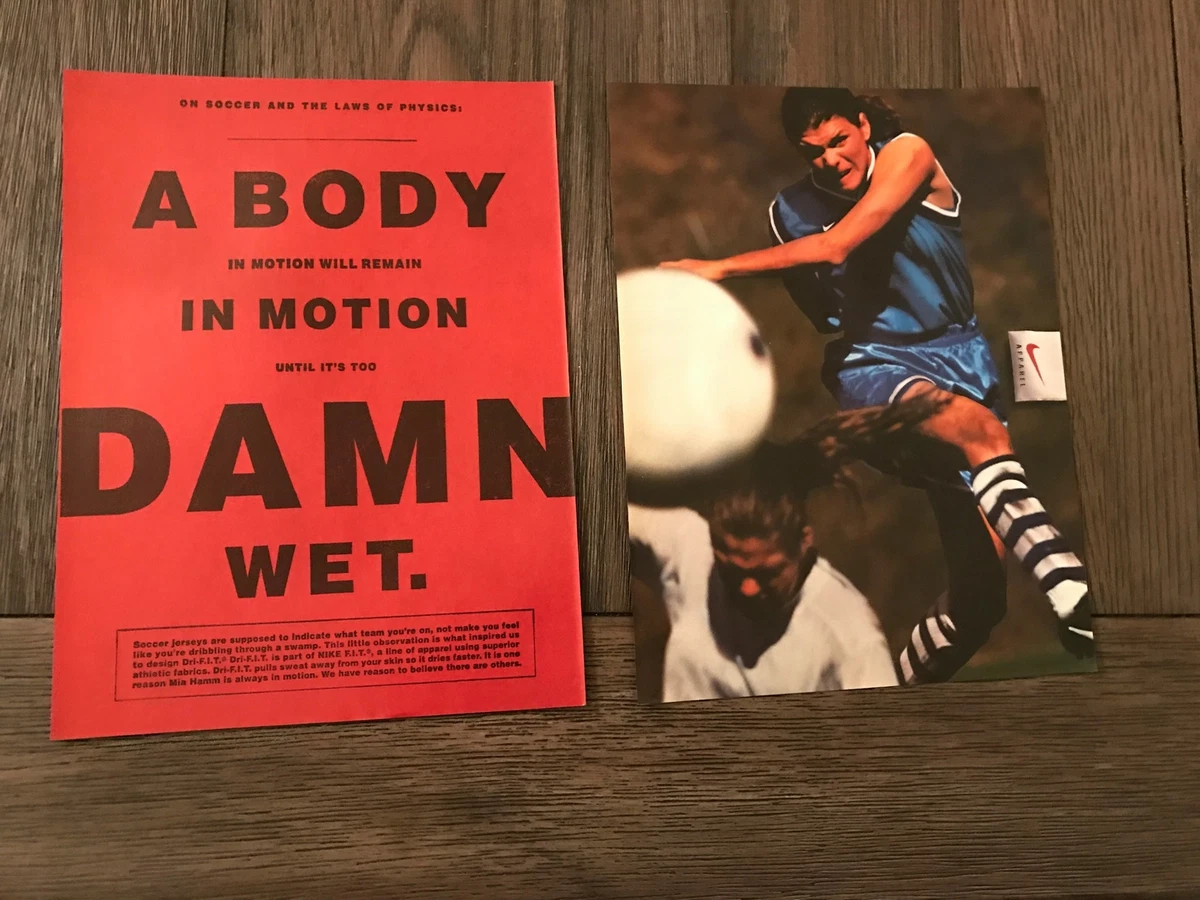 ON SOCCER AND THE LAWS OF PHYSICS:
A BODY
IN MOTION WILL REMAIN
IN MOTION
UNTIL IT'S TOO
DAMN
WET.
Soccer jerseys are supposed to indicate what team you're on, not make you feel
like you're dribbling through a swamp. This little observation is what inspired us
to design Dri-F.I.T.® Dri-F.I.T. is part of NIKE F.I.T.®, a line of apparel using superior
athletic fabrics. Dri-F.I.T. pulls sweat away from your skin so it dries faster. It is one
reason Mia Hamm is always in motion. We have reason to believe there are others.
APPAREL